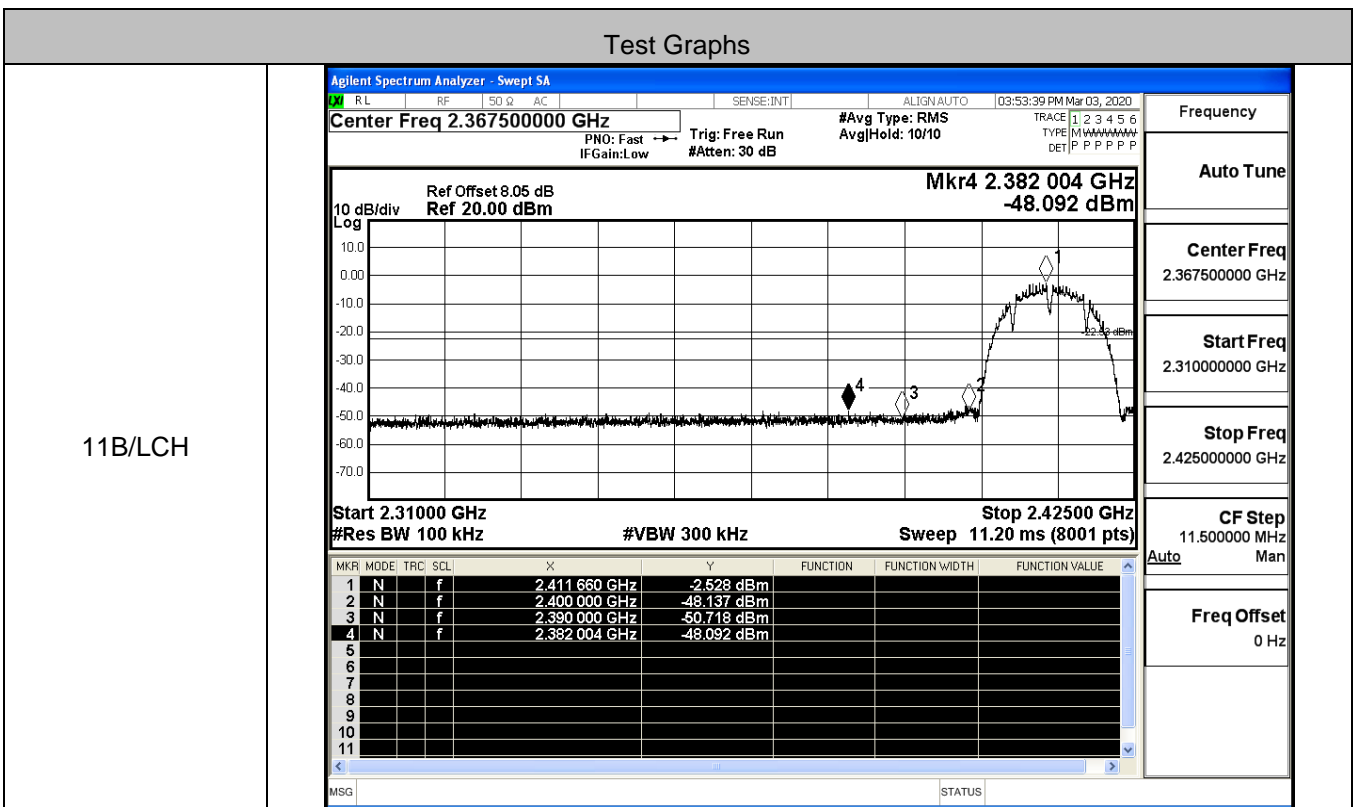 Test Graphs
11B/LCH
Agilent Spectrum Analyzer - Swept SA
LXI RL RF 50 Ω AC SENSE:INT ALIGN AUTO 03:53:39 PM Mar 03, 2020
Center Freq 2.367500000 GHz
PNO: Fast
IFGain:Low
Trig: Free Run
#Atten: 30 dB
#Avg Type: RMS
Avg|Hold: 10/10
TRACE 1 2 3 4 5 6
TYPE M WWWWW
DET P P P P P P
Ref Offset 8.05 dB
10 dB/div Ref 20.00 dBm
Log
Mkr4 2.382 004 GHz
-48.092 dBm
10.0
0.00
-10.0
-20.0
-30.0
-40.0
-50.0
-60.0
-70.0
1
-22.53 dBm
4
3
2
Start 2.31000 GHz Stop 2.42500 GHz
#Res BW 100 kHz #VBW 300 kHz Sweep 11.20 ms (8001 pts)
MKR MODE TRC SCL X Y FUNCTION FUNCTION WIDTH FUNCTION VALUE
1 N f 2.411 660 GHz -2.528 dBm
2 N f 2.400 000 GHz -48.137 dBm
3 N f 2.390 000 GHz -50.718 dBm
4 N f 2.382 004 GHz -48.092 dBm
5
6
7
8
9
10
11
MSG STATUS
Frequency
Auto Tune
Center Freq
2.367500000 GHz
Start Freq
2.310000000 GHz
Stop Freq
2.425000000 GHz
CF Step
11.500000 MHz
Auto Man
Freq Offset
0 Hz